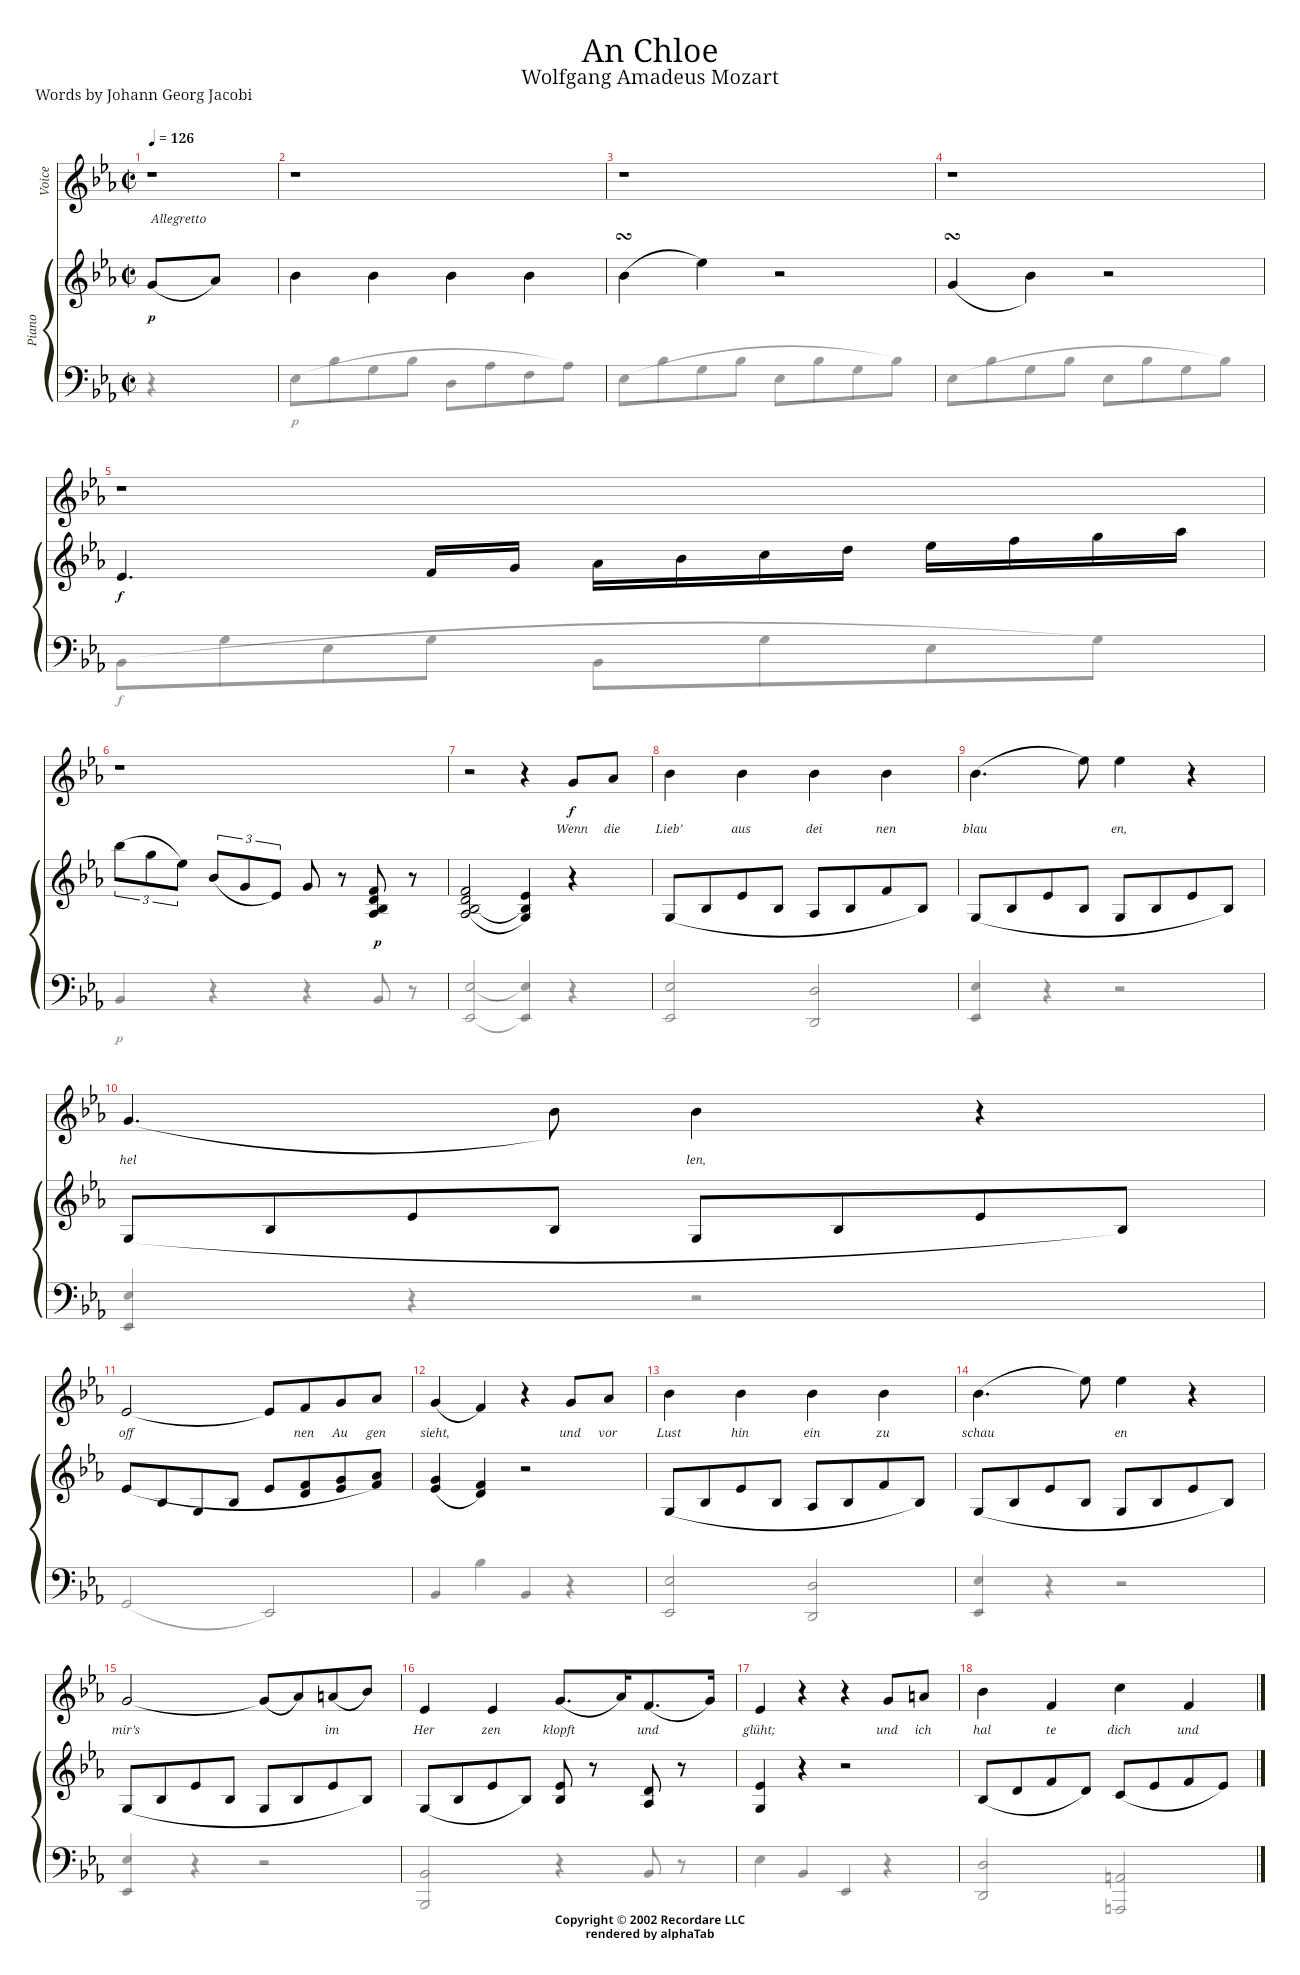 An Chloe
Wolfgang Amadeus Mozart
Words by Johann Georg Jacobi
= 126
1 2 3 4
Voice
Allegretto
p
Piano
p
5
f
f
6 7 8 9
f
Wenn die Lieb’ aus dei nen blau en,
3 3
p
p
10
hel len,
11 12 13 14
off nen Au gen sieht, und vor Lust hin ein zu schau en
15 16 17 18
mir’s im Her zen klopft und glüht; und ich hal te dich und
Copyright © 2002 Recordare LLC
rendered by alphaTab